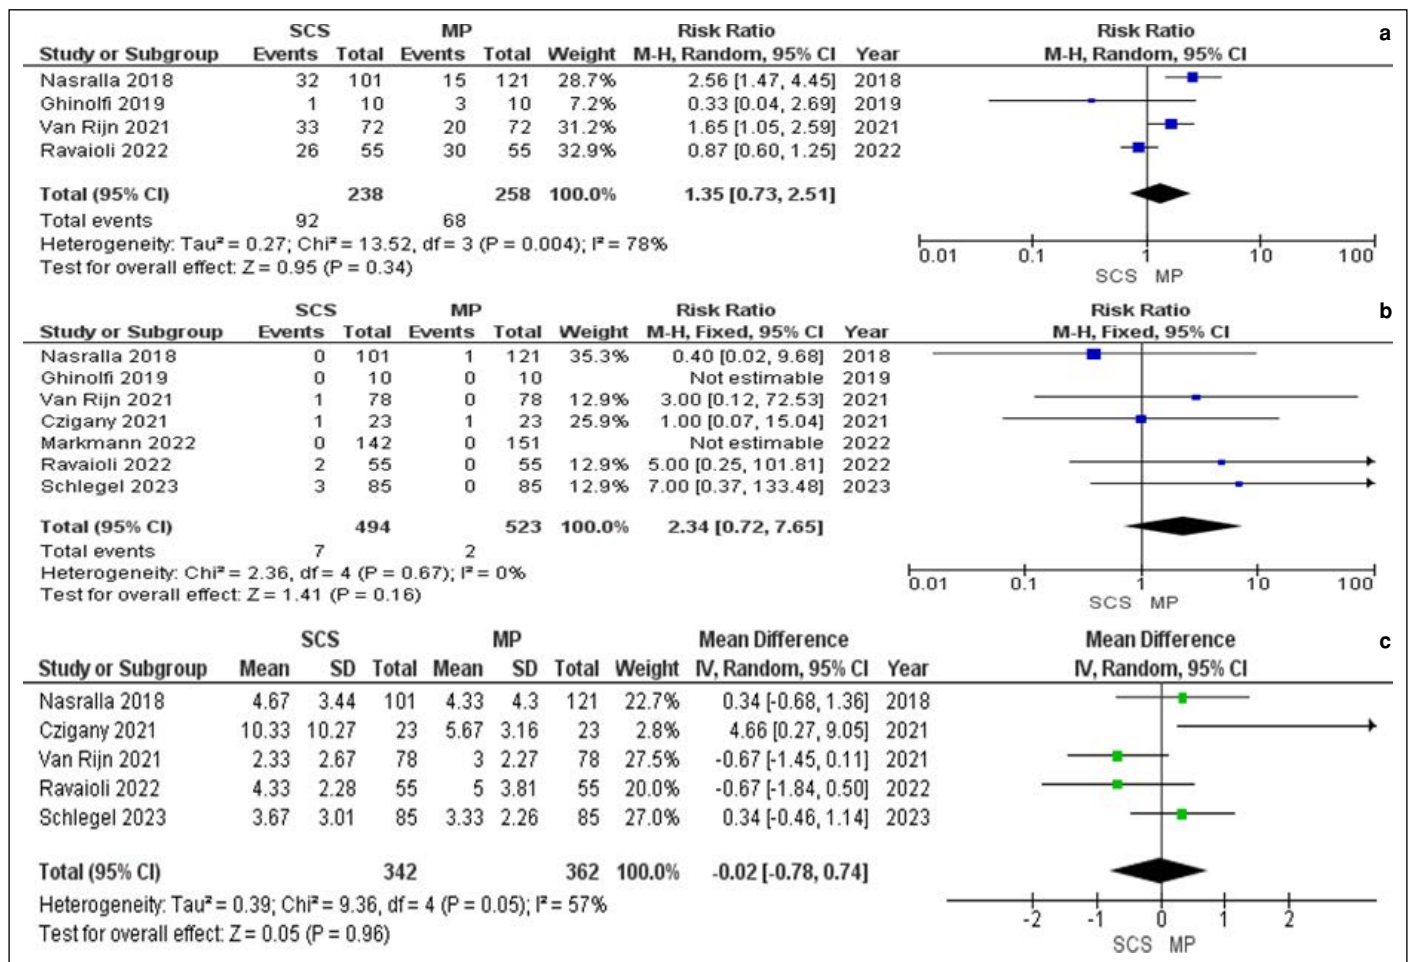 SCS MP Risk Ratio Risk Ratio a
Study or Subgroup Events Total Events Total Weight M-H, Random, 95% CI Year M-H, Random, 95% CI
Nasralla 2018 32 101 15 121 28.7% 2.56 [1.47, 4.45] 2018
Ghinolfi 2019 1 10 3 10 7.2% 0.33 [0.04, 2.69] 2019
Van Rijn 2021 33 72 20 72 31.2% 1.65 [1.05, 2.59] 2021
Ravaioli 2022 26 55 30 55 32.9% 0.87 [0.60, 1.25] 2022
Total (95% CI) 238 258 100.0% 1.35 [0.73, 2.51]
Total events 92 68
Heterogeneity: Tau² = 0.27; Chi² = 13.52, df = 3 (P = 0.004); I² = 78%
Test for overall effect: Z = 0.95 (P = 0.34)
0.01 0.1 1 10 100
SCS MP
SCS MP Risk Ratio Risk Ratio b
Study or Subgroup Events Total Events Total Weight M-H, Fixed, 95% CI Year M-H, Fixed, 95% CI
Nasralla 2018 0 101 1 121 35.3% 0.40 [0.02, 9.68] 2018
Ghinolfi 2019 0 10 0 10 Not estimable 2019
Van Rijn 2021 1 78 0 78 12.9% 3.00 [0.12, 72.53] 2021
Czigany 2021 1 23 1 23 25.9% 1.00 [0.07, 15.04] 2021
Markmann 2022 0 142 0 151 Not estimable 2022
Ravaioli 2022 2 55 0 55 12.9% 5.00 [0.25, 101.81] 2022
Schlegel 2023 3 85 0 85 12.9% 7.00 [0.37, 133.48] 2023
Total (95% CI) 494 523 100.0% 2.34 [0.72, 7.65]
Total events 7 2
Heterogeneity: Chi² = 2.36, df = 4 (P = 0.67); I² = 0%
Test for overall effect: Z = 1.41 (P = 0.16)
0.01 0.1 1 10 100
SCS MP
SCS MP Mean Difference Mean Difference c
Study or Subgroup Mean SD Total Mean SD Total Weight IV, Random, 95% CI Year IV, Random, 95% CI
Nasralla 2018 4.67 3.44 101 4.33 4.3 121 22.7% 0.34 [-0.68, 1.36] 2018
Czigany 2021 10.33 10.27 23 5.67 3.16 23 2.8% 4.66 [0.27, 9.05] 2021
Van Rijn 2021 2.33 2.67 78 3 2.27 78 27.5% -0.67 [-1.45, 0.11] 2021
Ravaioli 2022 4.33 2.28 55 5 3.81 55 20.0% -0.67 [-1.84, 0.50] 2022
Schlegel 2023 3.67 3.01 85 3.33 2.26 85 27.0% 0.34 [-0.46, 1.14] 2023
Total (95% CI) 342 362 100.0% -0.02 [-0.78, 0.74]
Heterogeneity: Tau² = 0.39; Chi² = 9.36, df = 4 (P = 0.05); I² = 57%
Test for overall effect: Z = 0.05 (P = 0.96)
-2 -1 0 1 2
SCS MP